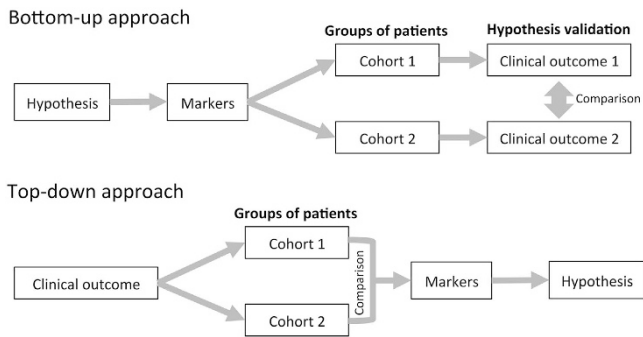 Bottom-up approach
Groups of patients
Hypothesis validation
Cohort 1
Clinical outcome 1
Hypothesis
Markers
Comparison
Cohort 2
Clinical outcome 2
Top-down approach
Groups of patients
Cohort 1
Clinical outcome
Comparison
Markers
Hypothesis
Cohort 2